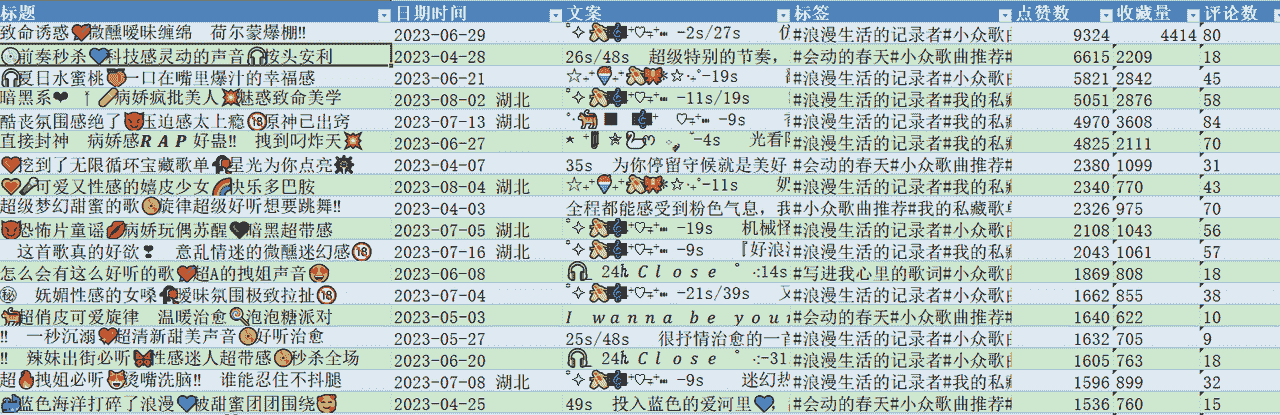 标题 日期时间 文案 标签 点赞数 收藏量 评论数
致命诱惑❤️微醺暧昧缠绵 荷尔蒙爆棚‼ 2023-06-29 -2s/27s #浪漫生活的记录者#小众歌 9324 4414 80
前奏秒杀💙科技感灵动的声音🎧按头安利 2023-04-28 26s/48s 超级特别的节奏， #会动的春天#小众歌曲推荐# 6615 2209 18
🎧夏日水蜜桃🍑一口在嘴里爆汁的幸福感 2023-06-21 -19s #浪漫生活的记录者#小众歌曲 5821 2842 45
暗黑系❤ 病娇疯批美人💥魅惑致命美学 2023-08-02 湖北 -11s/19s #浪漫生活的记录者#我的私藏 5051 2876 58
酷丧氛围感绝了😈压迫感太上瘾🔞原神已出窍 2023-07-13 湖北 -9s #浪漫生活的记录者#我的私藏 4970 3608 84
直接封神 病娇感RAP 好蛊‼ 拽到叼炸天💥 2023-06-27 -4s 光看 #浪漫生活的记录者#我的私藏 4825 2111 70
❤️挖到了无限循环宝藏歌单 星光为你点亮 2023-04-07 35s 为你停留守候就是美好 #会动的春天#小众歌曲推荐# 2380 1099 31
❤️🎤可爱又性感的嬉皮少女🌈快乐多巴胺 2023-08-04 湖北 -11s #浪漫生活的记录者#我的私藏 2340 770 43
超级梦幻甜蜜的歌 旋律超级好听想要跳舞‼ 2023-04-03 全程都能感受到粉色气息，我 #小众歌曲推荐#我的私藏歌单 2326 975 70
😈恐怖片童谣💋病娇玩偶苏醒🖤暗黑超带感 2023-07-05 湖北 -19s 机械怪 #浪漫生活的记录者#小众歌曲 2108 1043 56
这首歌真的好欲❣ 意乱情迷的微醺迷幻感🔞 2023-07-16 湖北 -9s 『好浪漫 #浪漫生活的记录者#小众歌曲 2043 1061 57
怎么会有这么好听的歌❤️超A的拽姐声音😍 2023-06-08 🎧 24h Close :14s #写进我心里的歌词#小众歌曲 1869 808 18
㊙ 妩媚性感的女嗓 暧昧氛围极致拉扯🔞 2023-07-04 -21s/39s 又 #浪漫生活的记录者#小众歌曲 1662 855 38
超俏皮可爱旋律 温暖治愈 泡泡糖派对 2023-05-03 I wanna be your #会动的春天#小众歌曲推荐# 1640 622 10
‼ 一秒沉溺❤️超清新甜美声音 好听治愈 2023-05-27 25s/48s 很抒情治愈的一首 #会动的春天#小众歌曲推荐# 1632 705 9
‼ 辣妹出街必听 性感迷人超带感 秒杀全场 2023-06-20 🎧 24h Close :-31 #浪漫生活的记录者#小众歌曲 1605 763 18
超🔥拽姐必听😍烫嘴洗脑‼ 谁能忍住不抖腿 2023-07-08 湖北 -9s 迷幻热 #浪漫生活的记录者#我的私藏 1596 899 32
蓝色海洋打碎了浪漫💙被甜蜜团团围绕🥰 2023-04-25 49s 投入蓝色的爱河里💙， #会动的春天#小众歌曲推荐# 1536 760 15